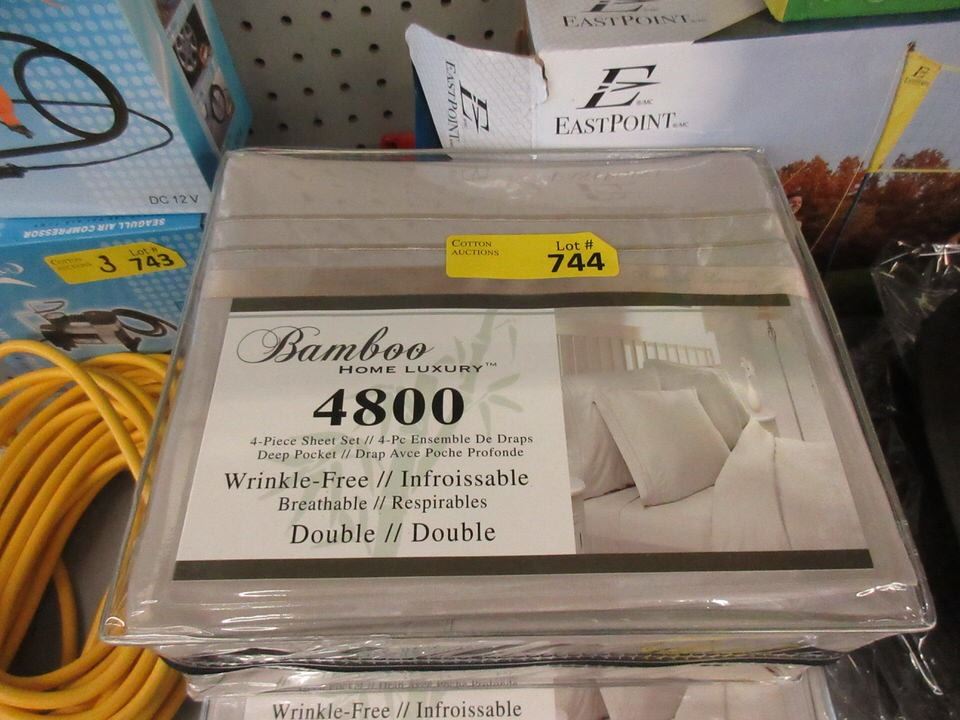 EASTPOINT
E
EASTPOINT
EASTPOINT
DC 12V
SEAGULL AIR COMPRESSOR
COTTON
AUCTIONS
3
Lot #
743
COTTON
AUCTIONS
Lot #
744
Bamboo
HOME LUXURY™
4800
4-Piece Sheet Set // 4-Pc Ensemble De Draps
Deep Pocket // Drap Avce Poche Profonde
Wrinkle-Free // Infroissable
Breathable // Respirables
Double // Double
Wrinkle-Free // Infroissable